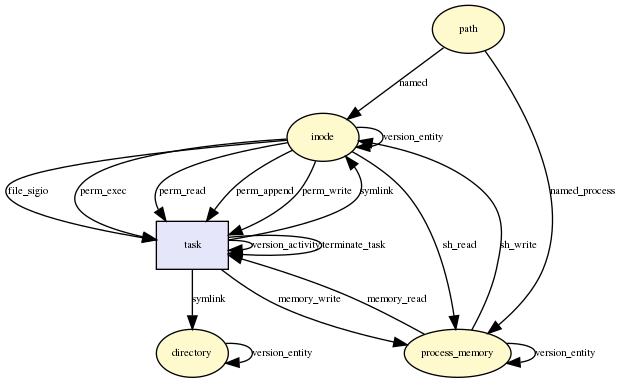 path
named
inode
version_entity
file_sigio
perm_exec
perm_read
perm_append
perm_write
symlink
named_process
task
version_activity
terminate_task
sh_read
sh_write
symlink
memory_write
memory_read
directory
version_entity
process_memory
version_entity